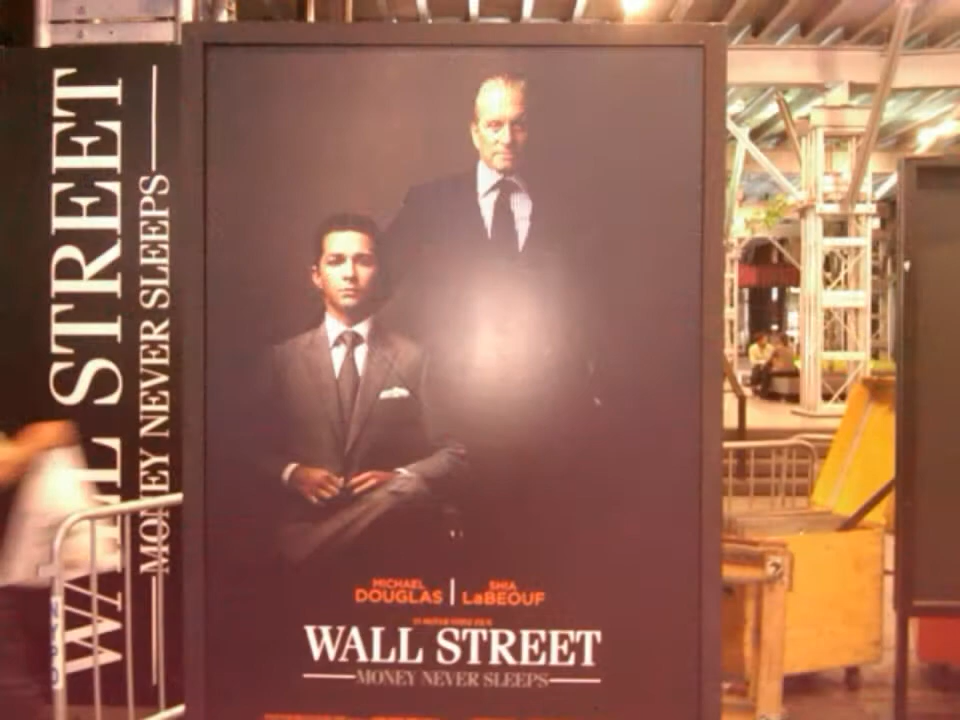 WALL STREET
MONEY NEVER SLEEPS
MICHAEL DOUGLAS | SHIA LaBEOUF
WALL STREET
MONEY NEVER SLEEPS